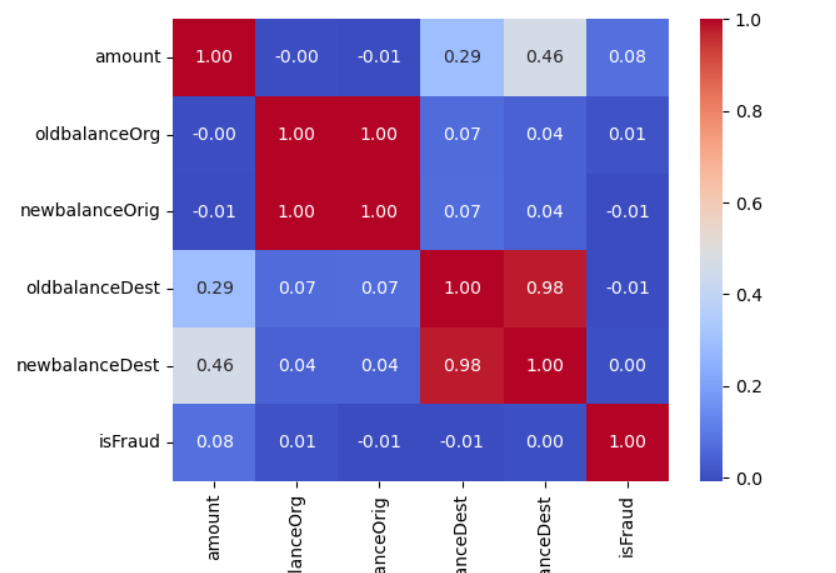 amount 1.00 -0.00 -0.01 0.29 0.46 0.08
oldbalanceOrg -0.00 1.00 1.00 0.07 0.04 0.01
newbalanceOrig -0.01 1.00 1.00 0.07 0.04 -0.01
oldbalanceDest 0.29 0.07 0.07 1.00 0.98 -0.01
newbalanceDest 0.46 0.04 0.04 0.98 1.00 0.00
isFraud 0.08 0.01 -0.01 -0.01 0.00 1.00
amount
lanceOrg
anceOrig
anceDest
anceDest
isFraud
1.0
0.8
0.6
0.4
0.2
0.0